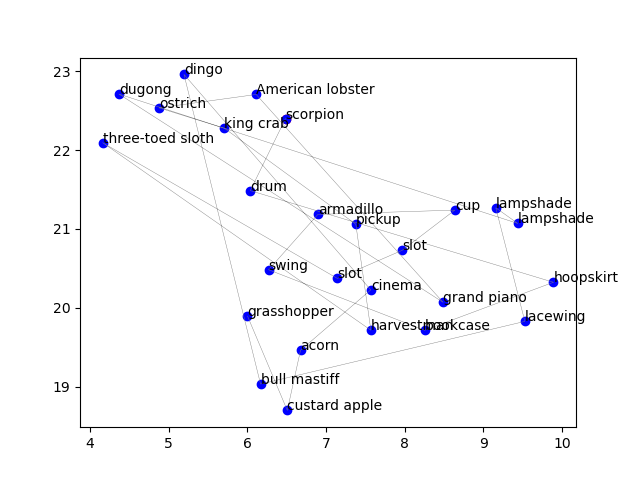 dingo
dugong
American lobster
ostrich
scorpion
king crab
three-toed sloth
drum
armadillo
pickup
cup
lampshade
lampshade
slot
swing
slot
cinema
hoopskirt
grand piano
grasshopper
harvestman
bookcase
lacewing
acorn
bull mastiff
custard apple
23
22
21
20
19
4 5 6 7 8 9 10